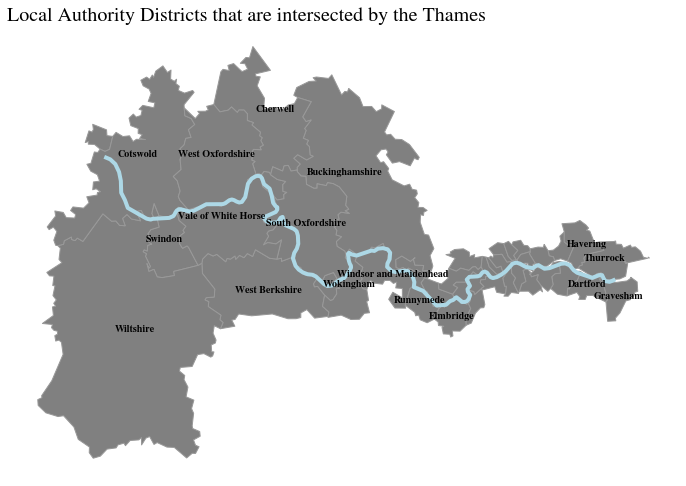 Local Authority Districts that are intersected by the Thames
Cherwell
Cotswold
West Oxfordshire
Buckinghamshire
Vale of White Horse
South Oxfordshire
Swindon
Havering
Thurrock
Windsor and Maidenhead
West Berkshire
Wokingham
Dartford
Runnymede
Gravesham
Elmbridge
Wiltshire